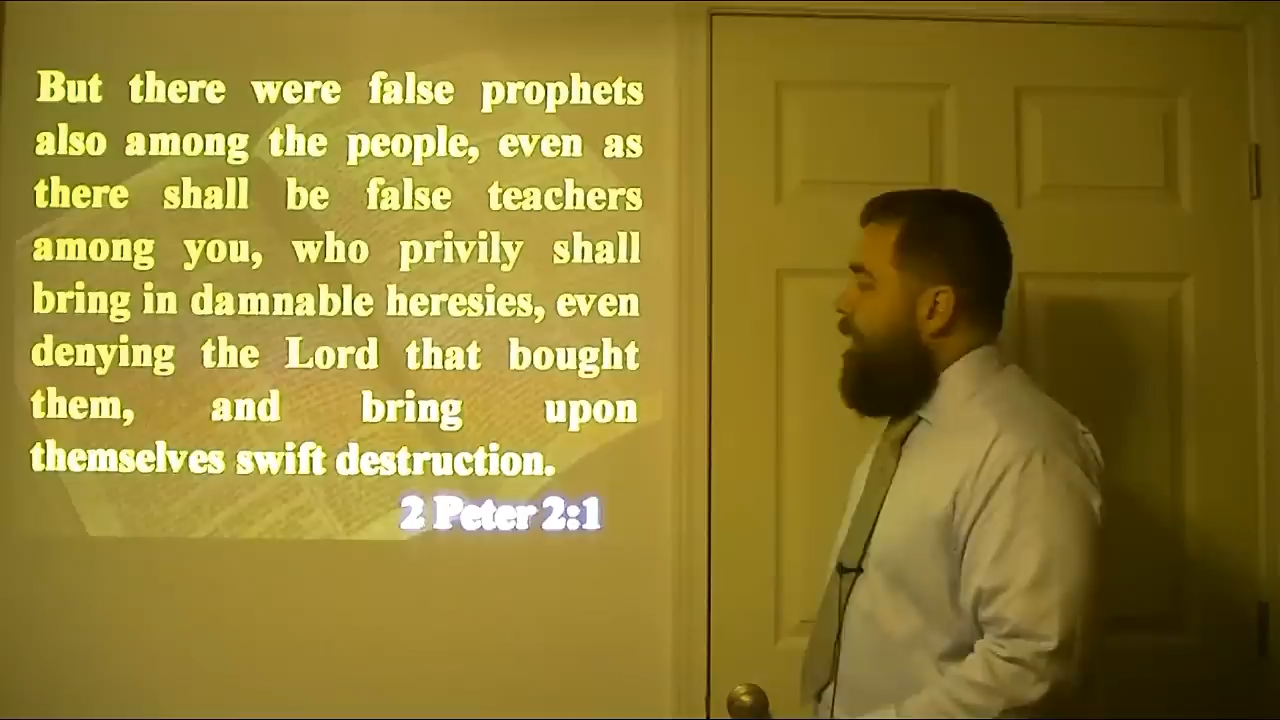 But there were false prophets
also among the people, even as
there shall be false teachers
among you, who privily shall
bring in damnable heresies, even
denying the Lord that bought
them, and bring upon
themselves swift destruction.
2 Peter 2:1